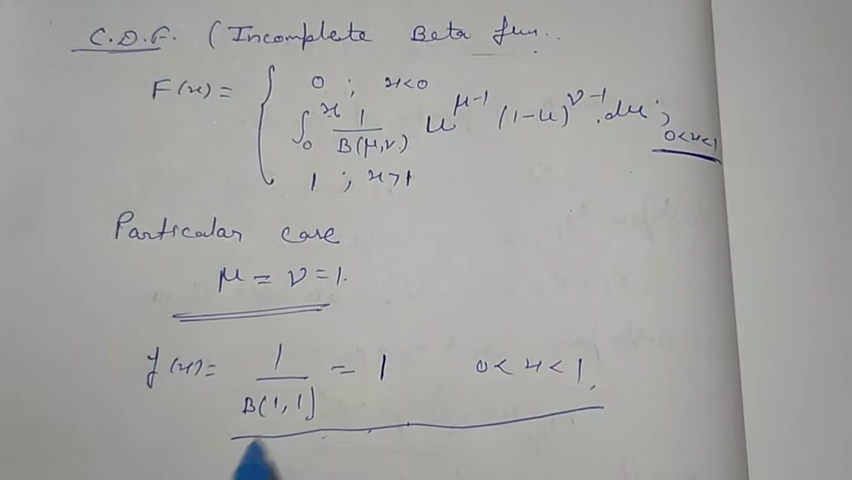 C.D.F. (Incomplete Beta fun..
F(x) = { 0 ; x<0
∫₀ˣ 1/B(μ,ν) u^(μ-1) (1-u)^(ν-1) . du ; 0<x<1
1 ; x>1
Particular case
μ = ν = 1.
f(x) = 1/B(1,1) = 1 0 < x < 1.